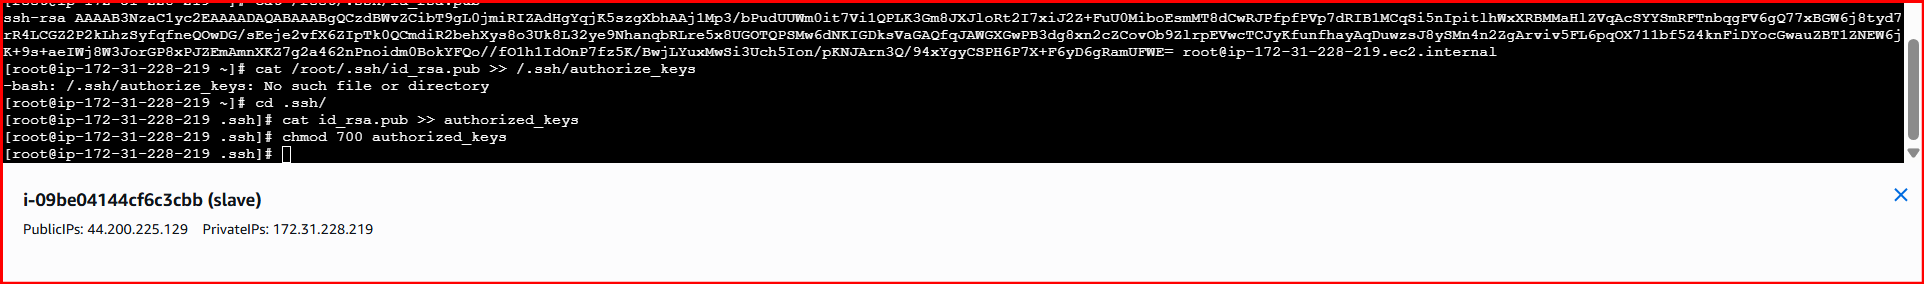 ssh-rsa AAAAB3NzaC1yc2EAAAADAQABAAABgQCzdBWvZCibT9gL0jmiRIZAdHgYqjK5szgXbhAAj1Mp3/bPudUUWm0it7Vi1QPLK3Gm8JXJloRt2I7xiJ2Z+FuU0MiboEsmMT8dCwRJPfpfPVp7dRIB1MCqSi5nIpitlhWxXRBMMaHlZVqAcSYYSmRFTnbqgFV6gQ77xBGW6j8tyd7
rR4LCGZ2P2kLhzSyfqfneQOwDG/sEeje2vfX6ZIpTk0QCmdiR2behXys8o3Uk8L32ye9NhanqbRLre5x8UGOTQPSMw6dNKIGDksVaGAQfqJAWGXGwPB3dg8xn2cZCovOb9ZlrpEVwcTCJyKfunfhayAqDuwzsJ8ySMn4n2ZgArviv5FL6pqOX711bf5Z4knFiDYocGwauZBT1ZNEW6j
K+9s+aeIWj8W3JorGP8xPJZEmAmnXKZ7g2a462nPnoidm0BokYFQo//fO1h1IdOnP7fz5K/BwjLYuxMwSi3Uch5Ion/pKNJArn3Q/94xYgyCSPH6P7X+F6yD6gRamUFWE= root@ip-172-31-228-219.ec2.internal
[root@ip-172-31-228-219 ~]# cat /root/.ssh/id_rsa.pub >> /.ssh/authorize_keys
-bash: /.ssh/authorize_keys: No such file or directory
[root@ip-172-31-228-219 ~]# cd .ssh/
[root@ip-172-31-228-219 .ssh]# cat id_rsa.pub >> authorized_keys
[root@ip-172-31-228-219 .ssh]# chmod 700 authorized_keys
[root@ip-172-31-228-219 .ssh]#
i-09be04144cf6c3cbb (slave)
PublicIPs: 44.200.225.129 PrivateIPs: 172.31.228.219